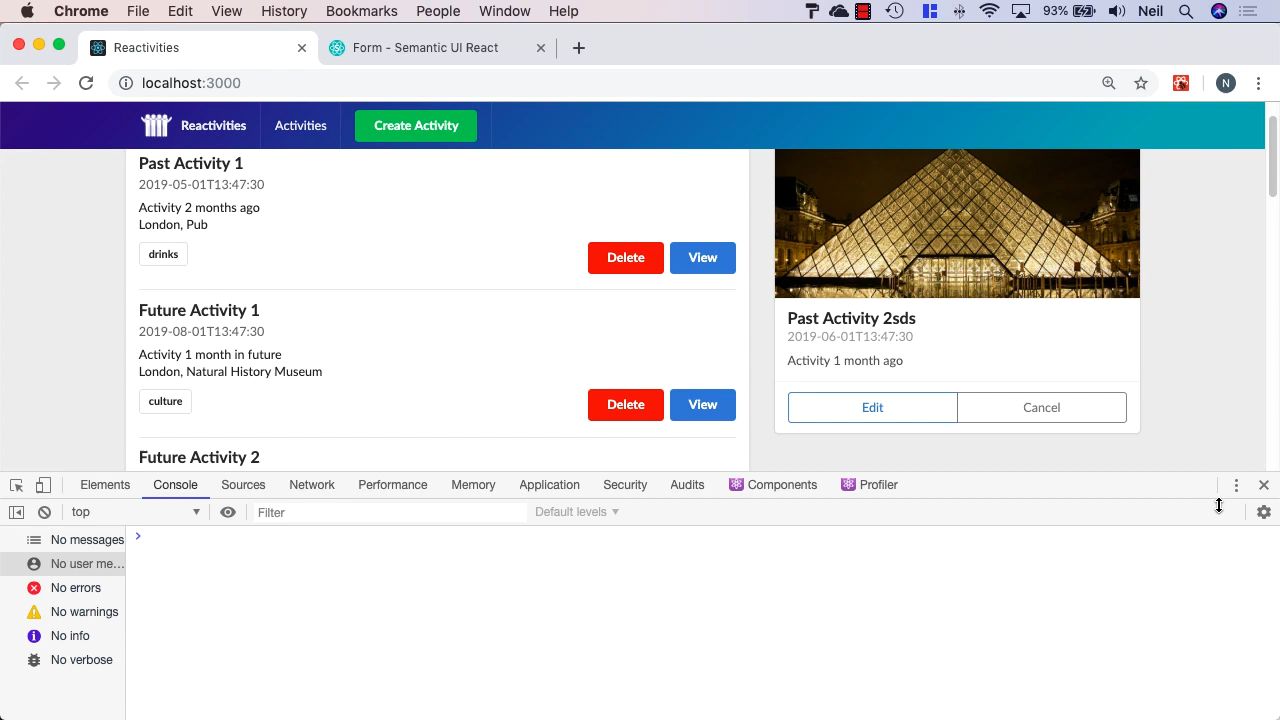 Chrome File Edit View History Bookmarks People Window Help 93% Neil
Reactivities Form - Semantic UI React
localhost:3000 N
Reactivities Activities Create Activity
Past Activity 1
2019-05-01T13:47:30
Activity 2 months ago
London, Pub
drinks
Delete View
Future Activity 1
2019-08-01T13:47:30
Activity 1 month in future
London, Natural History Museum
culture
Delete View
Future Activity 2
Past Activity 2sds
2019-06-01T13:47:30
Activity 1 month ago
Edit Cancel
Elements Console Sources Network Performance Memory Application Security Audits Components Profiler
top Filter Default levels
No messages
No user me...
No errors
No warnings
No info
No verbose